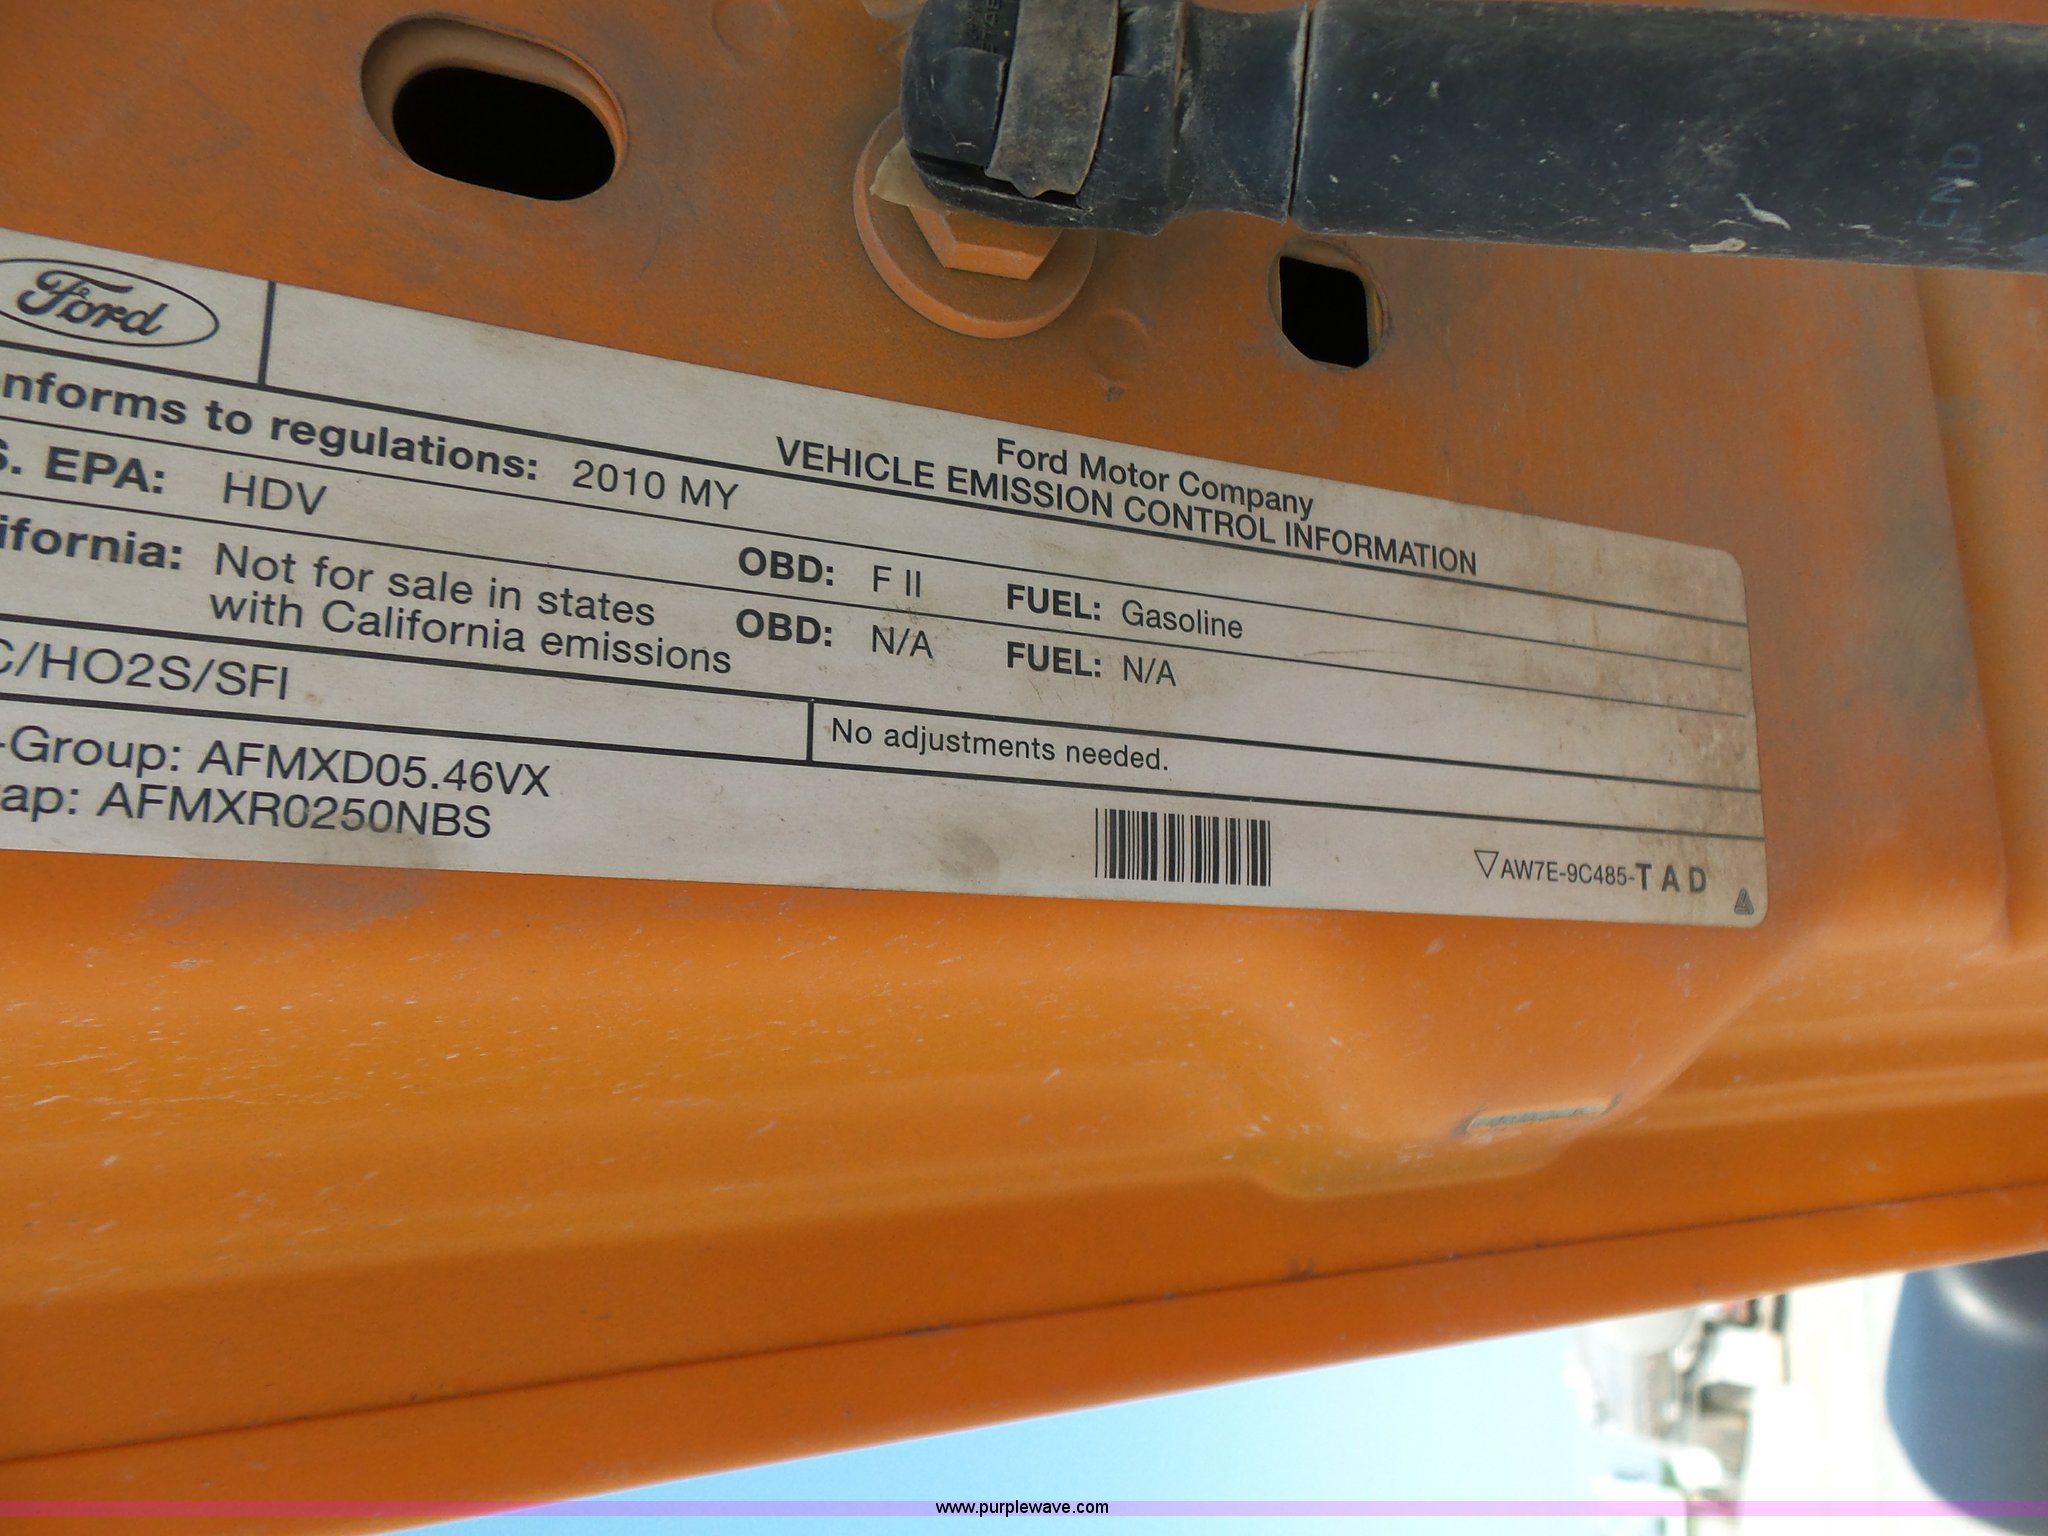 Ford
Ford Motor Company
VEHICLE EMISSION CONTROL INFORMATION
nforms to regulations: 2010 MY
S. EPA: HDV OBD: F II FUEL: Gasoline
ifornia: Not for sale in states
with California emissions OBD: N/A FUEL: N/A
C/HO2S/SFI
No adjustments needed.
-Group: AFMXD05.46VX
ap: AFMXR0250NBS
AW7E-9C485-TAD
END
www.purplewave.com